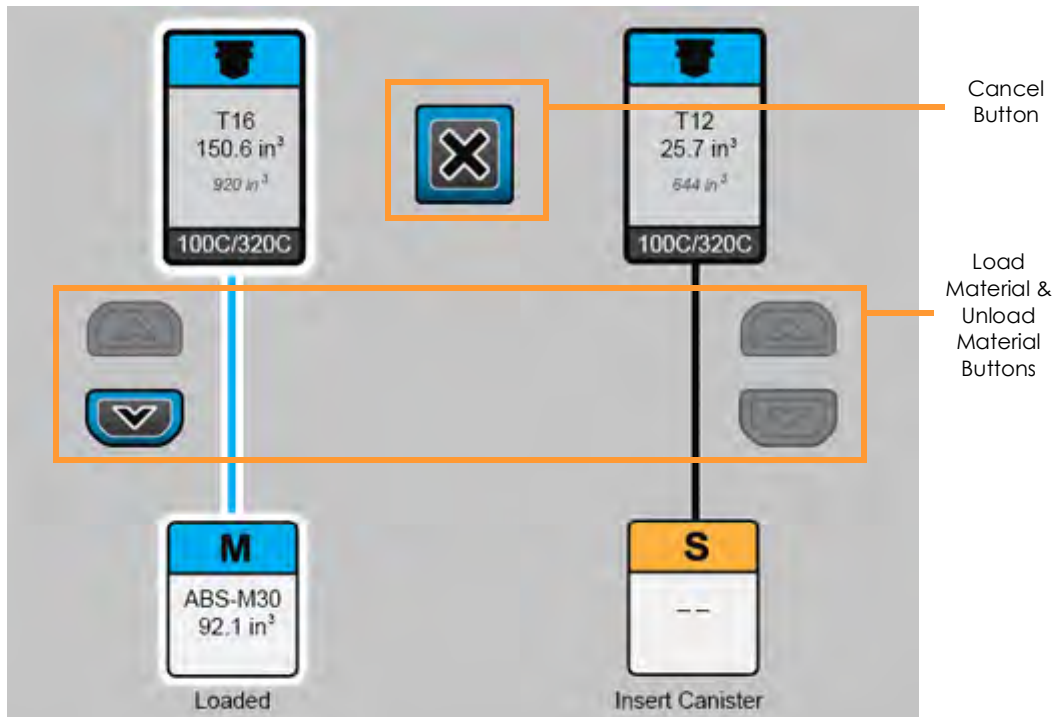 T16
150.6 in³
920 in³
100C/320C
T12
25.7 in³
644 in³
100C/320C
Cancel
Button
Load
Material &
Unload
Material
Buttons
M
ABS-M30
92.1 in³
Loaded
S
--
Insert Canister